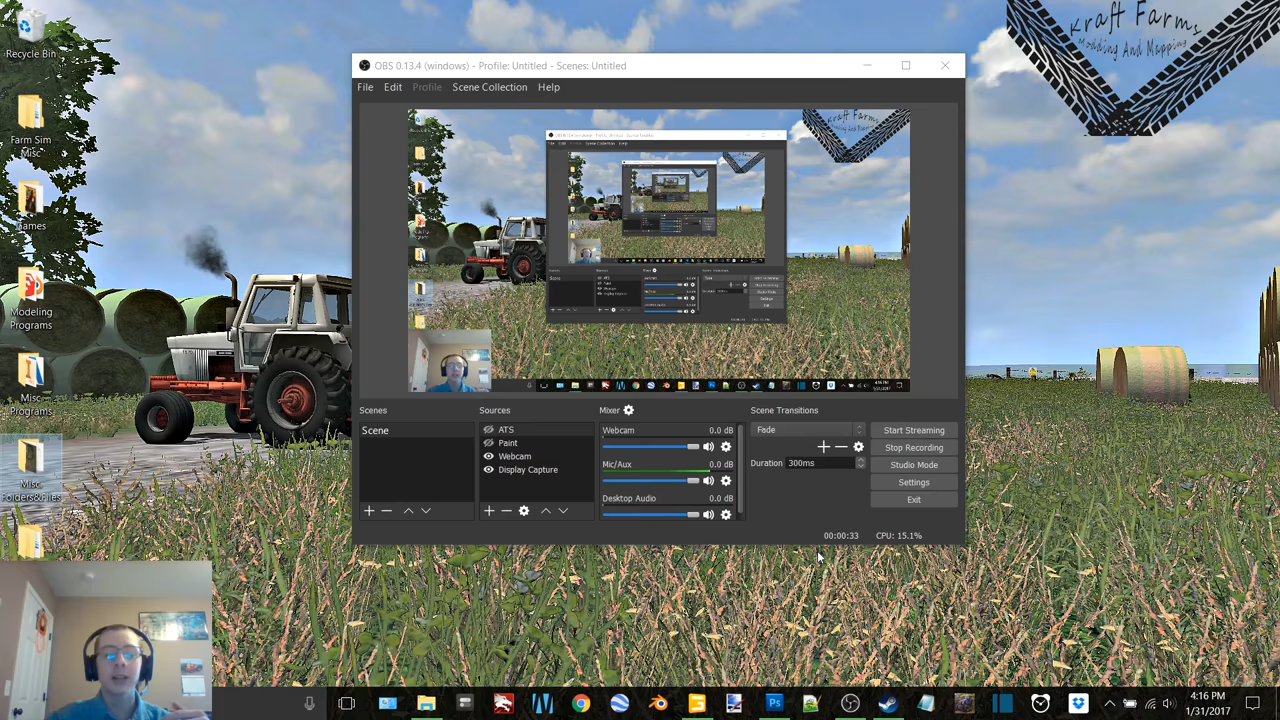 Recycle Bin
Farm Sim
Misc
Games
Modeling
Programs
Misc
Programs
Misc
Folders&Files
Kraft Farms
Modding And Mapping
OBS 0.13.4 (windows) - Profile: Untitled - Scenes: Untitled
File Edit Profile Scene Collection Help
Scenes
Scene
Sources
ATS
Paint
Webcam
Display Capture
Mixer
Webcam 0.0 dB
Mic/Aux 0.0 dB
Desktop Audio 0.0 dB
Scene Transitions
Fade
Duration 300ms
Start Streaming
Stop Recording
Studio Mode
Settings
Exit
00:00:33 CPU: 15.1%
Ps
4:16 PM
1/31/2017